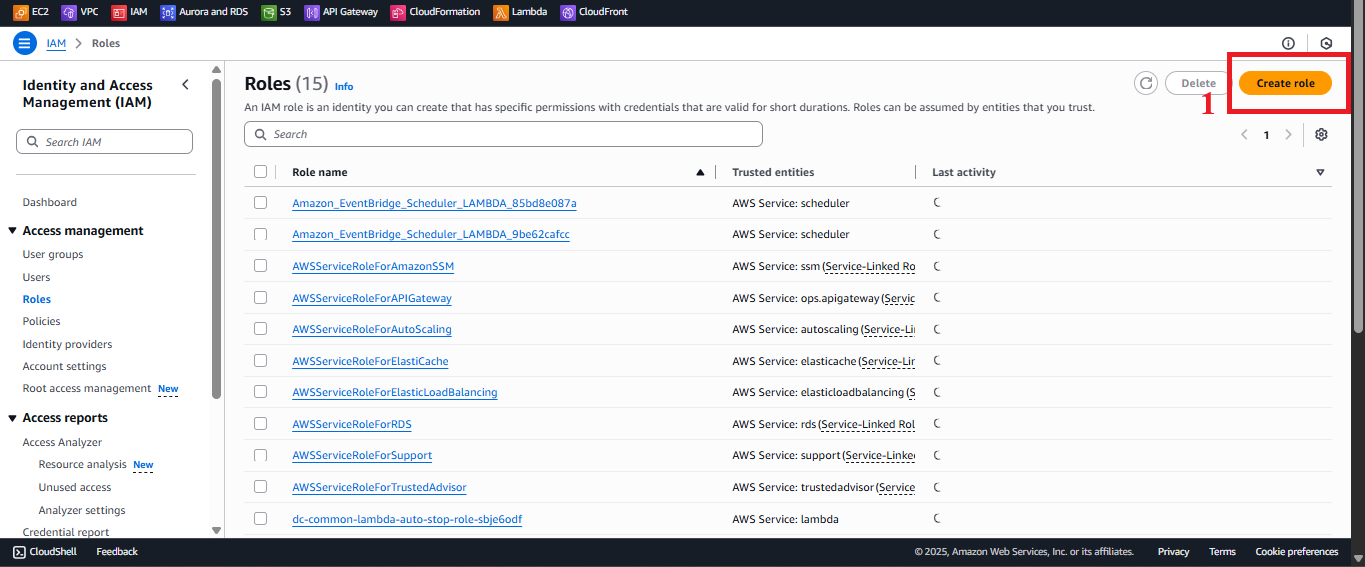 EC2 VPC IAM Aurora and RDS S3 API Gateway CloudFormation Lambda CloudFront
IAM > Roles
Identity and Access
Management (IAM)
Search IAM
Dashboard
Access management
User groups
Users
Roles
Policies
Identity providers
Account settings
Root access management New
Access reports
Access Analyzer
Resource analysis New
Unused access
Analyzer settings
Credential report
Roles (15) Info
Delete
Create role
1
An IAM role is an identity you can create that has specific permissions with credentials that are valid for short durations. Roles can be assumed by entities that you trust.
Search
1
Role name Trusted entities Last activity
Amazon_EventBridge_Scheduler_LAMBDA_85bd8e087a AWS Service: scheduler
Amazon_EventBridge_Scheduler_LAMBDA_9be62cafcc AWS Service: scheduler
AWSServiceRoleForAmazonSSM AWS Service: ssm (Service-Linked Ro
AWSServiceRoleForAPIGateway AWS Service: ops.apigateway (Servic
AWSServiceRoleForAutoScaling AWS Service: autoscaling (Service-Li
AWSServiceRoleForElastiCache AWS Service: elasticache (Service-Lin
AWSServiceRoleForElasticLoadBalancing AWS Service: elasticloadbalancing (S
AWSServiceRoleForRDS AWS Service: rds (Service-Linked Rol
AWSServiceRoleForSupport AWS Service: support (Service-Linke
AWSServiceRoleForTrustedAdvisor AWS Service: trustedadvisor (Service
dc-common-lambda-auto-stop-role-sbje6odf AWS Service: lambda
CloudShell Feedback © 2025, Amazon Web Services, Inc. or its affiliates. Privacy Terms Cookie preferences